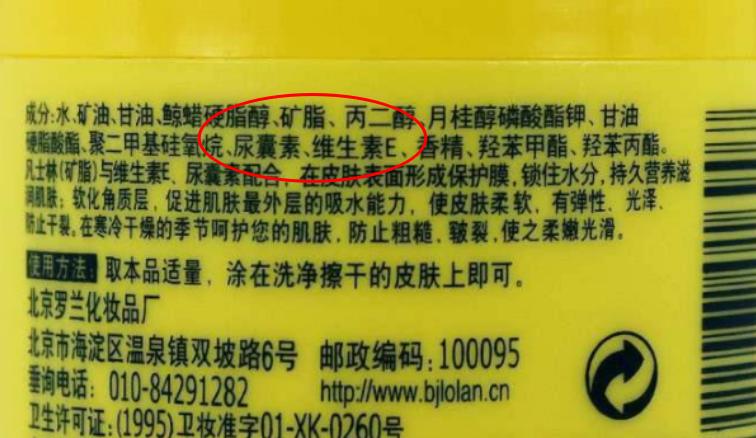 成分:水、矿油、甘油、鲸蜡硬脂醇、矿脂、丙二醇、月桂醇磷酸酯钾、甘油
硬脂酸酯、聚二甲基硅氧烷、尿囊素、维生素E、香精、羟苯甲酯、羟苯丙酯。
凡士林(矿脂)与维生素E、尿囊素配合，在皮肤表面形成保护膜,锁住水分,持久营养滋
润肌肤；软化角质层，促进肌肤最外层的吸水能力，使皮肤柔软，有弹性、光泽、
防止干裂。在寒冷干燥的季节呵护您的肌肤,防止粗糙、皲裂,使之柔嫩光滑。
使用方法：取本品适量，涂在洗净擦干的皮肤上即可。
北京罗兰化妆品厂
北京市海淀区温泉镇双坡路6号 邮政编码：100095
垂询电话：010-84291282 http://www.bjlolan.cn
卫生许可证：(1995)卫妆准字01-XK-0260号